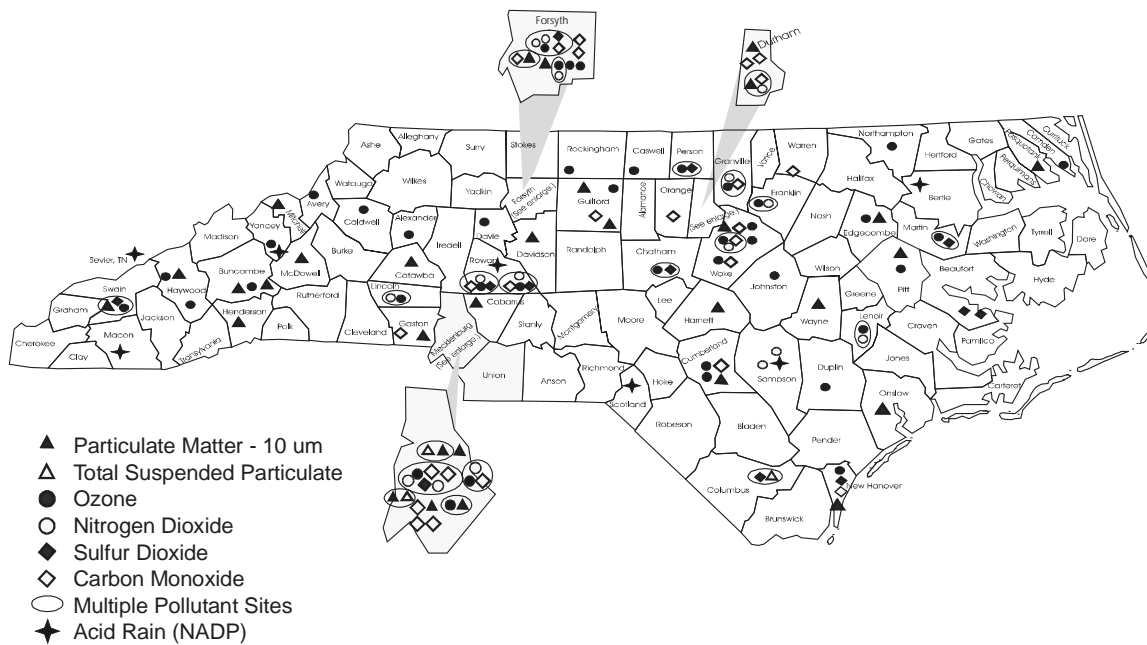 Forsyth
Durham
Ashe
Alleghany
Surry
Stokes
Rockingham
Caswell
Person
Granville
Vance
Warren
Northampton
Gates
Currituck
Camden
Pasquotank
Perquimans
Chowan
Hertford
Halifax
Bertie
Watauga
Wilkes
Yadkin
Forsyth
(See enlarge.)
Guilford
Alamance
Orange
(See enlarge.)
Franklin
Nash
Edgecombe
Martin
Washington
Tyrrell
Dare
Mitchell
Avery
Caldwell
Alexander
Iredell
Davie
Davidson
Randolph
Chatham
Wake
Wilson
Pitt
Beaufort
Hyde
Madison
Yancey
Sevier, TN
Buncombe
McDowell
Burke
Catawba
Rowan
Johnston
Greene
Swain
Haywood
Rutherford
Lincoln
Cabarrus
Lee
Harnett
Wayne
Lenoir
Craven
Pamlico
Graham
Jackson
Henderson
Polk
Cleveland
Gaston
Mecklenburg
(See enlarge.)
Stanly
Montgomery
Moore
Cherokee
Clay
Macon
Transylvania
Union
Anson
Richmond
Scotland
Hoke
Cumberland
Sampson
Duplin
Jones
Carteret
Onslow
Robeson
Bladen
Pender
Columbus
New Hanover
Brunswick
Particulate Matter - 10 um
Total Suspended Particulate
Ozone
Nitrogen Dioxide
Sulfur Dioxide
Carbon Monoxide
Multiple Pollutant Sites
Acid Rain (NADP)